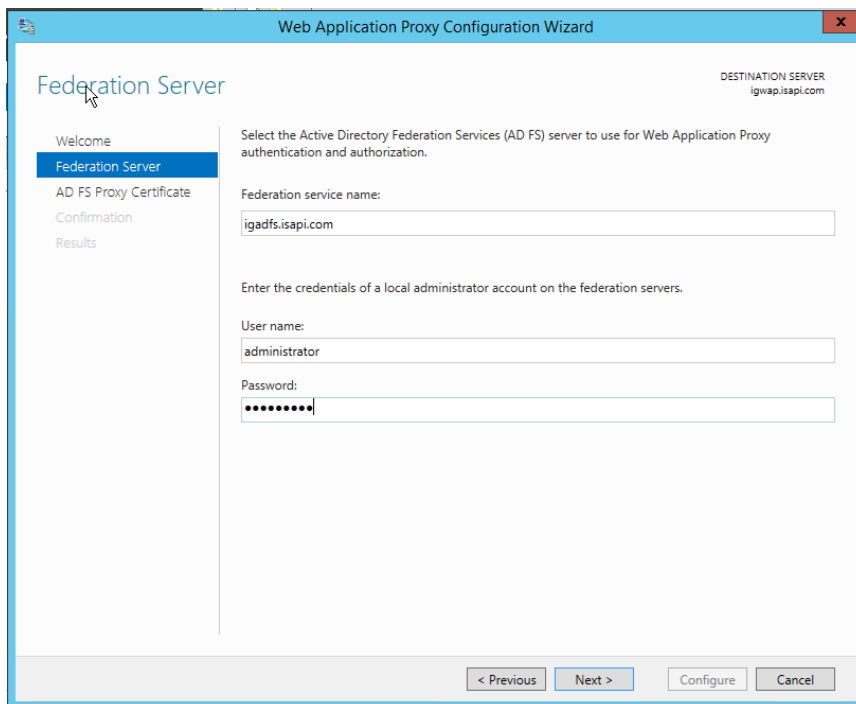 Web Application Proxy Configuration Wizard
x
Federation Server
DESTINATION SERVER
igwap.isapi.com
Welcome
Federation Server
AD FS Proxy Certificate
Confirmation
Results
Select the Active Directory Federation Services (AD FS) server to use for Web Application Proxy
authentication and authorization.
Federation service name:
igadfs.isapi.com
Enter the credentials of a local administrator account on the federation servers.
User name:
administrator
Password:
●●●●●●●●●
< Previous
Next >
Configure
Cancel